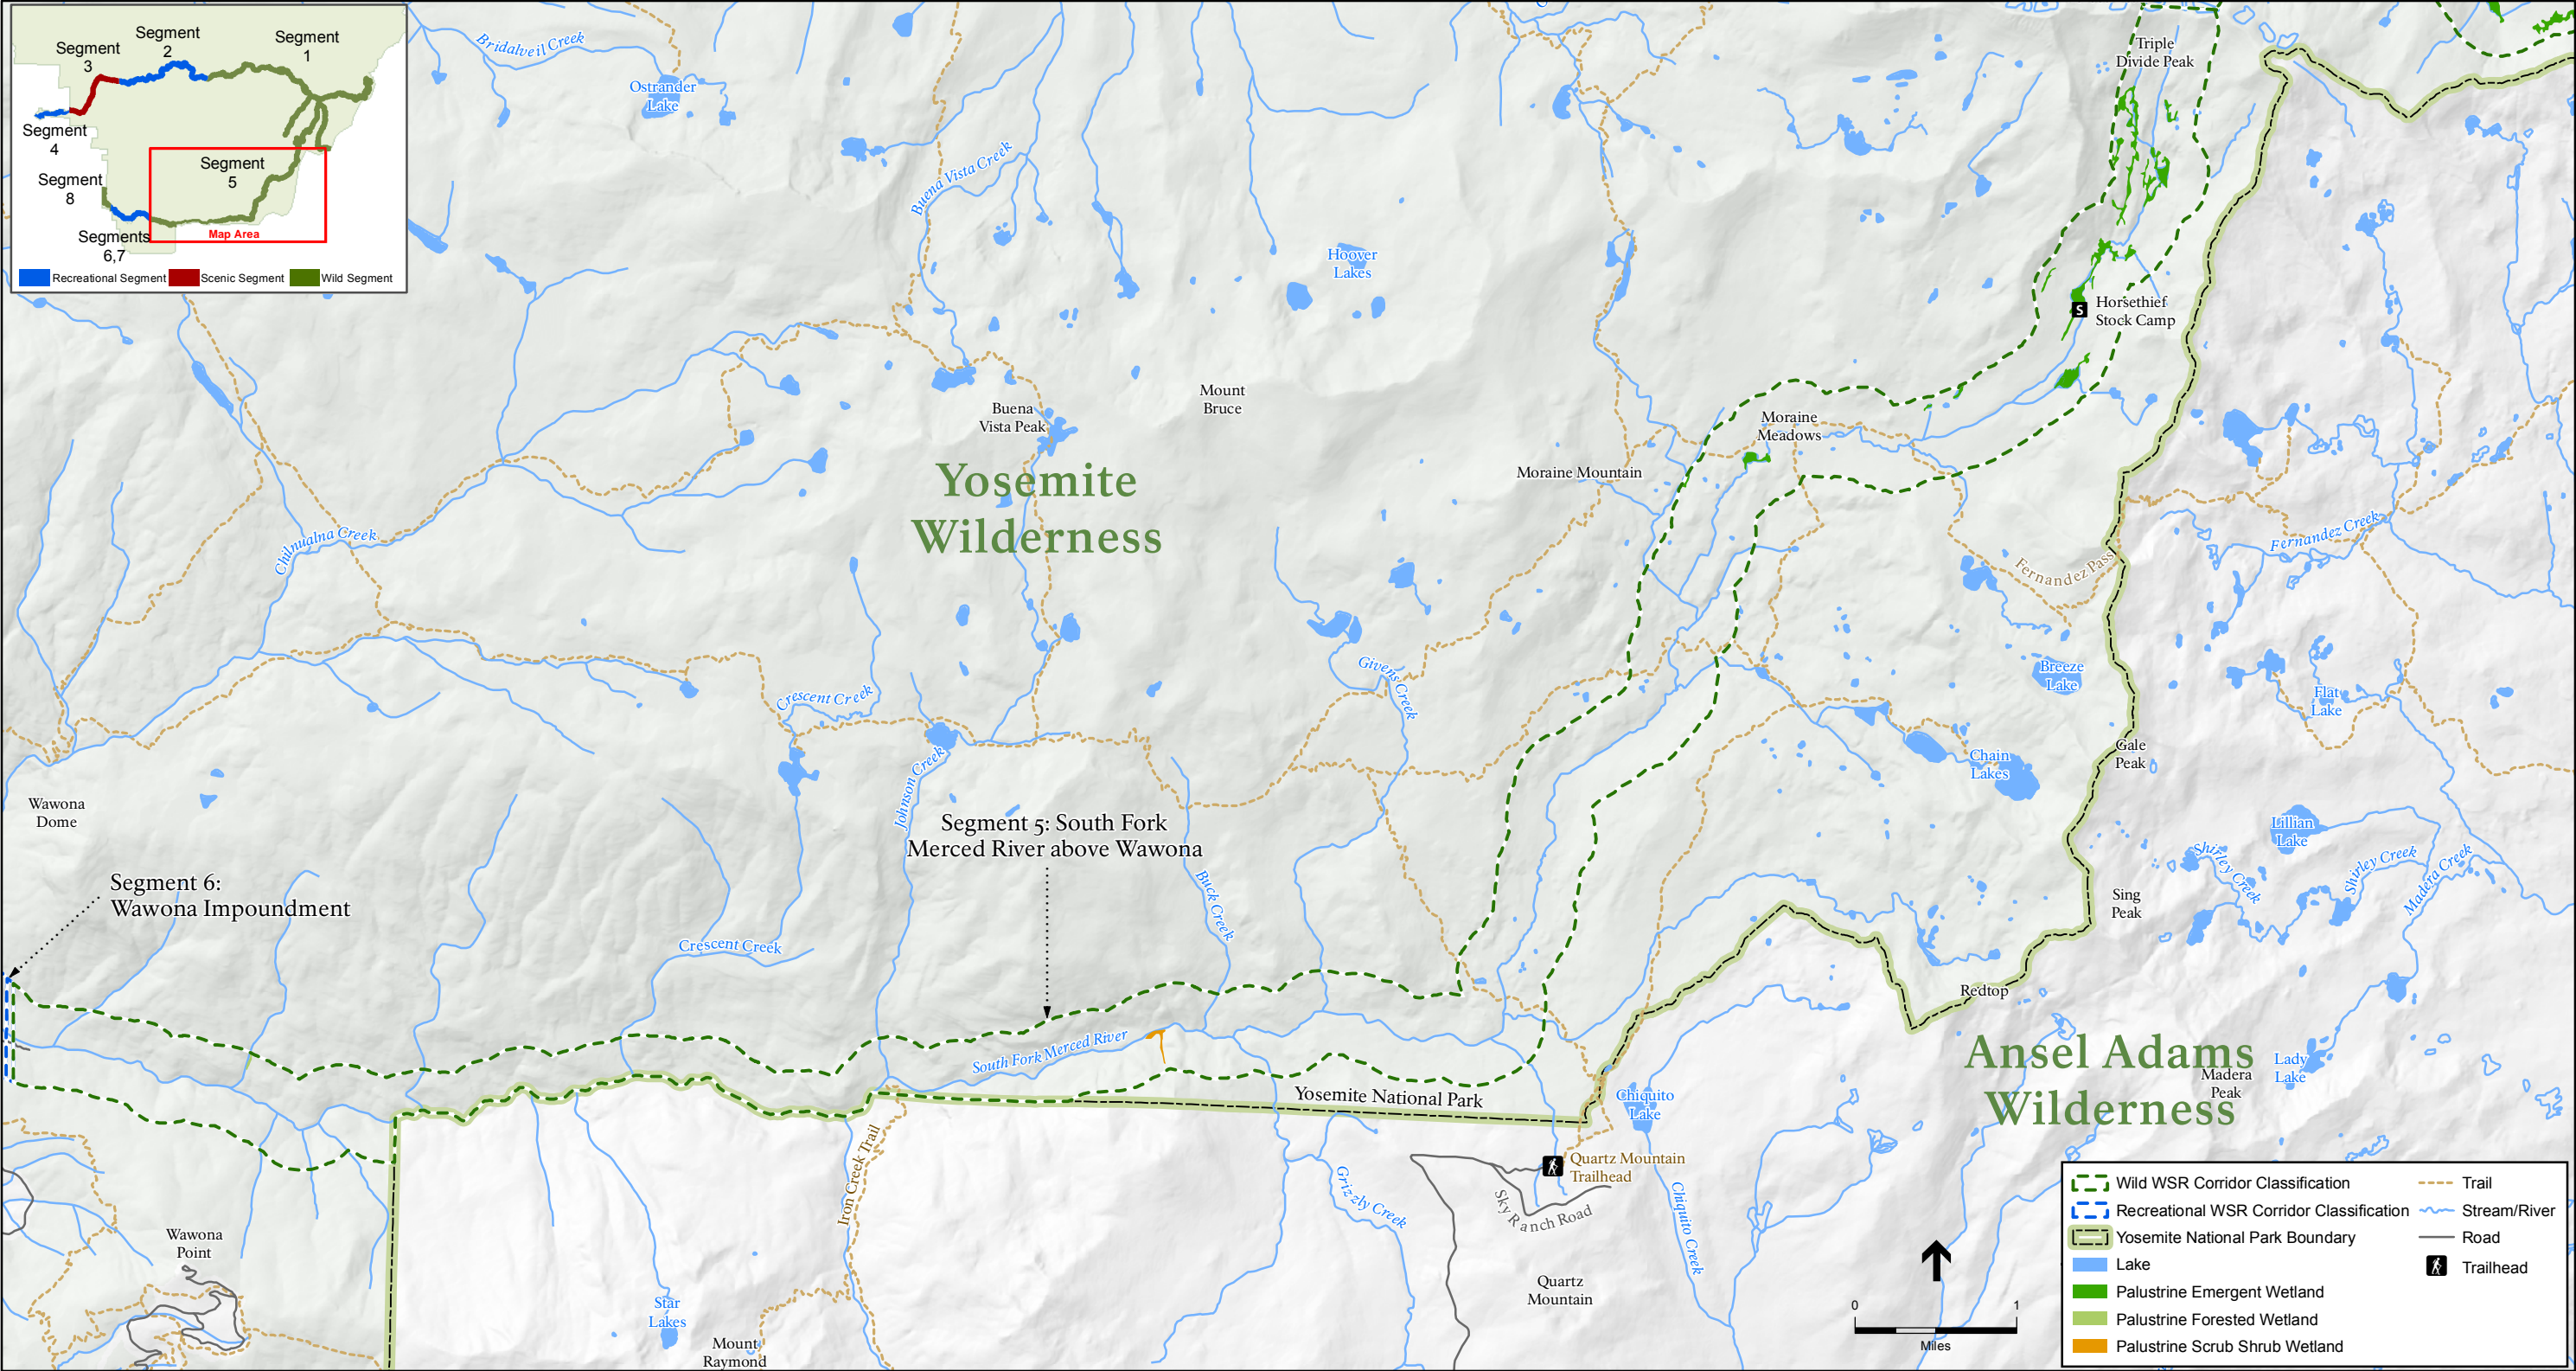 Segment
1
Segment
2
Segment
3
Segment
4
Segment
5
Segment
8
Segments
6,7
Map Area
Recreational Segment
Scenic Segment
Wild Segment
Bridalveil Creek
Ostrander
Lake
Buena Vista Creek
Hoover
Lakes
Triple
Divide Peak
Horsethief
Stock Camp
S
Mount
Bruce
Buena
Vista Peak
Moraine
Meadows
Moraine Mountain
Yosemite
Wilderness
Chilnualna Creek
Fernandez Creek
Fernandez Pass
Givens Creek
Breeze
Lake
Flat
Lake
Crescent Creek
Johnson Creek
Gale
Peak
Chain
Lakes
Wawona
Dome
Segment 5: South Fork
Merced River above Wawona
Lillian
Lake
Shirley Creek
Shirley Creek
Madera Creek
Segment 6:
Wawona Impoundment
Buck Creek
Sing
Peak
Crescent Creek
Redtop
South Fork Merced River
Ansel Adams
Wilderness
Madera
Peak
Lady
Lake
Yosemite National Park
Chiquito
Lake
Iron Creek Trail
Quartz Mountain
Trailhead
Grizzly Creek
Sky Ranch Road
Chiquito Creek
Wawona
Point
Quartz
Mountain
Star
Lakes
Mount
Raymond
0
1
Miles
Wild WSR Corridor Classification
Recreational WSR Corridor Classification
Yosemite National Park Boundary
Lake
Palustrine Emergent Wetland
Palustrine Forested Wetland
Palustrine Scrub Shrub Wetland
Trail
Stream/River
Road
Trailhead